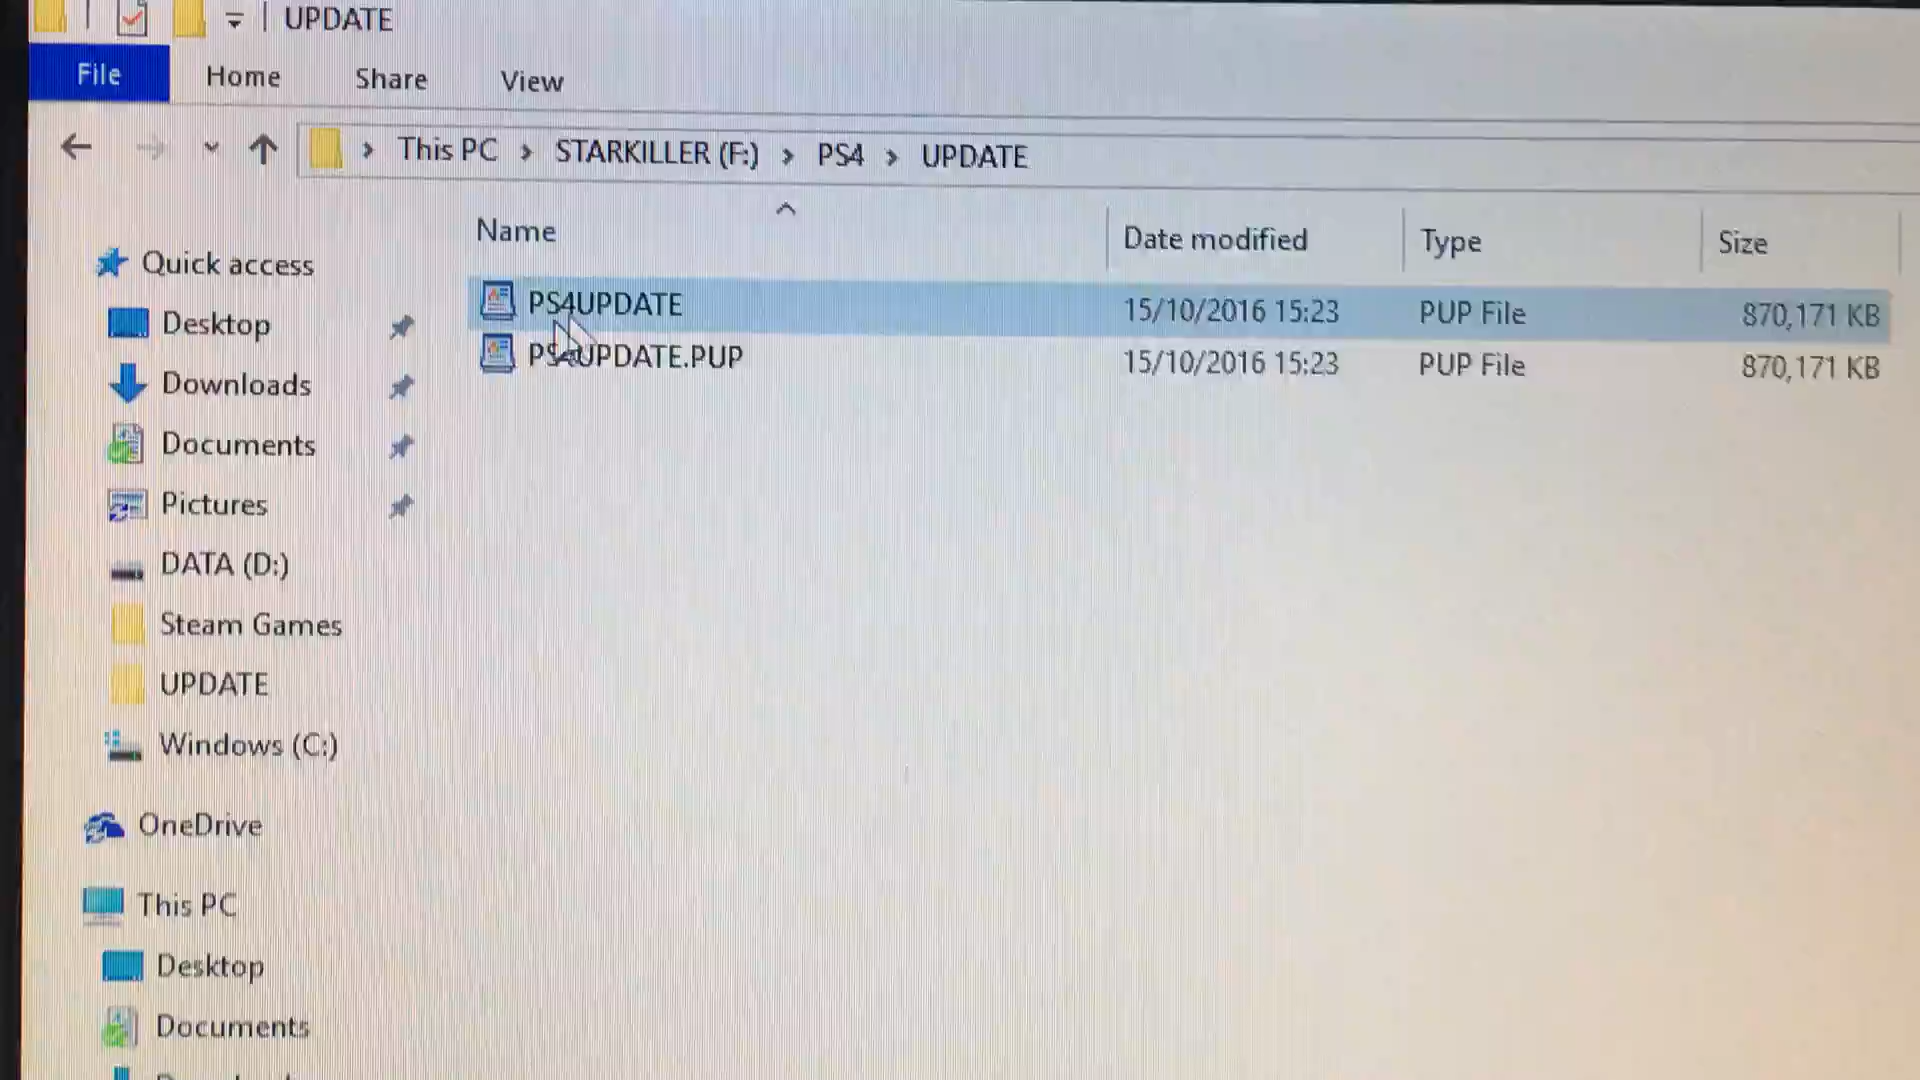 UPDATE
File Home Share View
This PC STARKILLER (F:) PS4 UPDATE
Name Date modified Type Size
Quick access
PS4UPDATE 15/10/2016 15:23 PUP File 870,171 KB
Desktop
PS4UPDATE.PUP 15/10/2016 15:23 PUP File 870,171 KB
Downloads
Documents
Pictures
DATA (D:)
Steam Games
UPDATE
Windows (C:)
OneDrive
This PC
Desktop
Documents